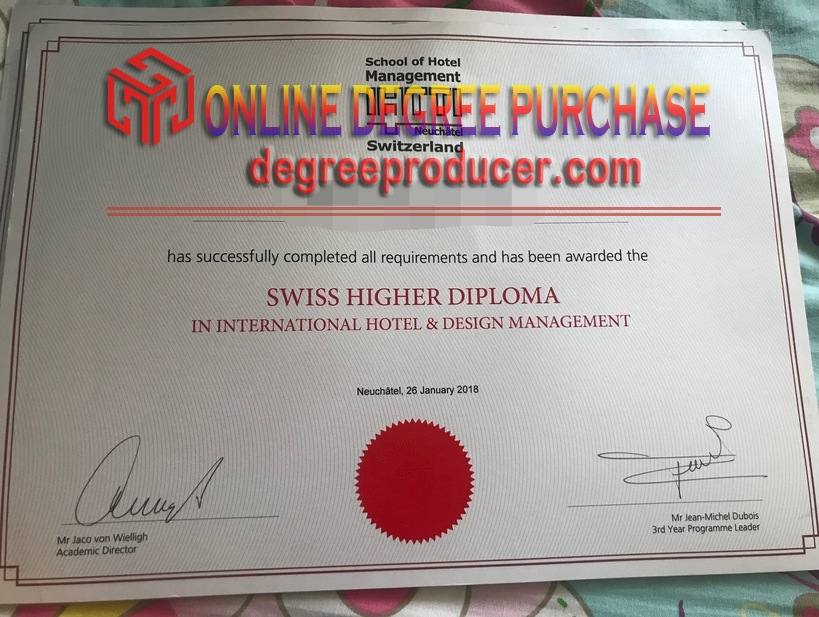 School of Hotel
Management
IHTTI
Neuchâtel
Switzerland
ONLINE DEGREE PURCHASE
degreeproducer.com
has successfully completed all requirements and has been awarded the
SWISS HIGHER DIPLOMA
IN INTERNATIONAL HOTEL & DESIGN MANAGEMENT
Neuchâtel, 26 January 2018
Mr Jaco von Wielligh
Academic Director
Mr Jean-Michel Dubois
3rd Year Programme Leader